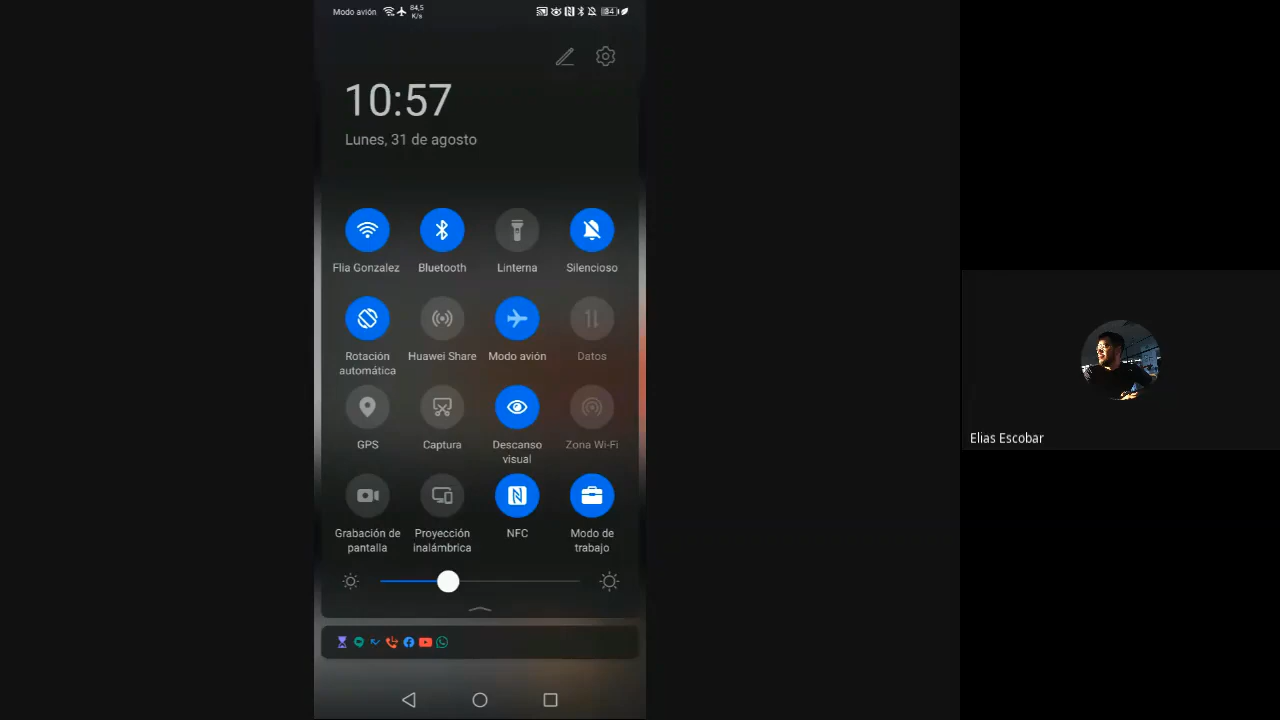 Modo avión 84,5 K/s 84
10:57
Lunes, 31 de agosto
Flia Gonzalez Bluetooth Linterna Silencioso
Rotación automática Huawei Share Modo avión Datos
GPS Captura Descanso visual Zona Wi-Fi
Grabación de pantalla Proyección inalámbrica NFC Modo de trabajo
Elias Escobar